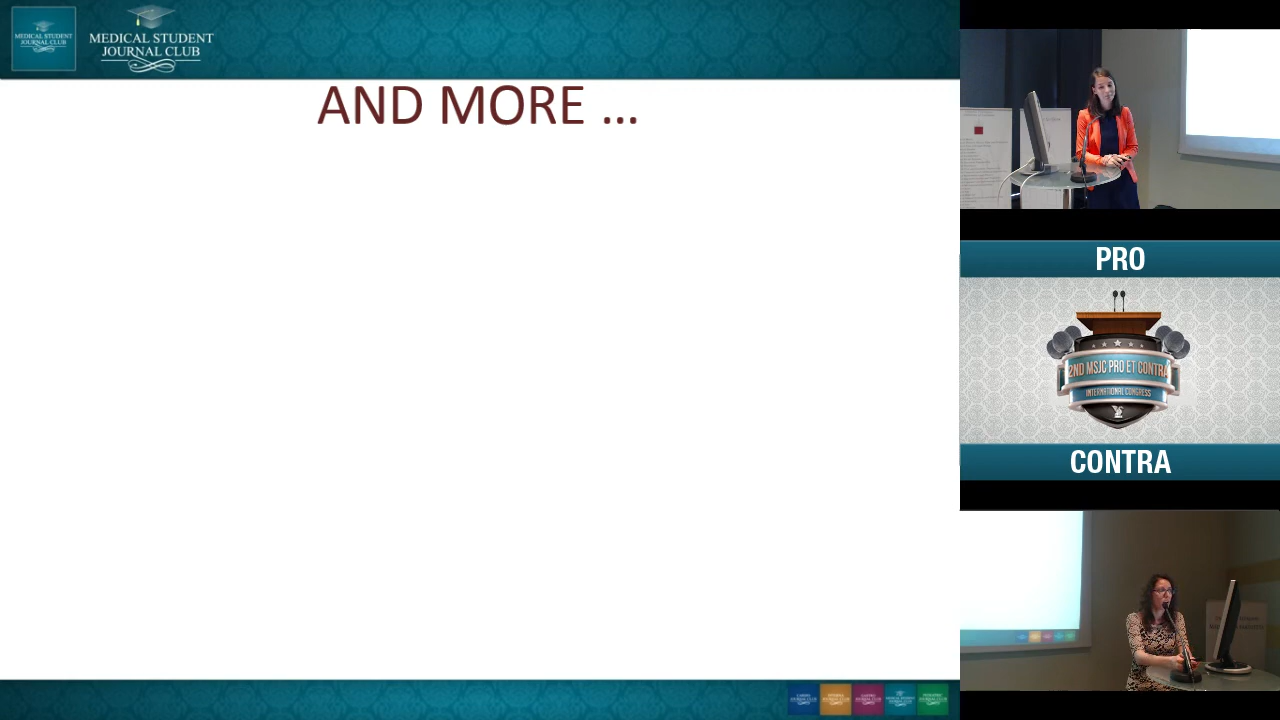 MEDICAL STUDENT
JOURNAL CLUB
MEDICAL STUDENT
JOURNAL CLUB
AND MORE ...
PRO
2ND MSJC PRO ET CONTRA
INTERNATIONAL CONGRESS
CONTRA